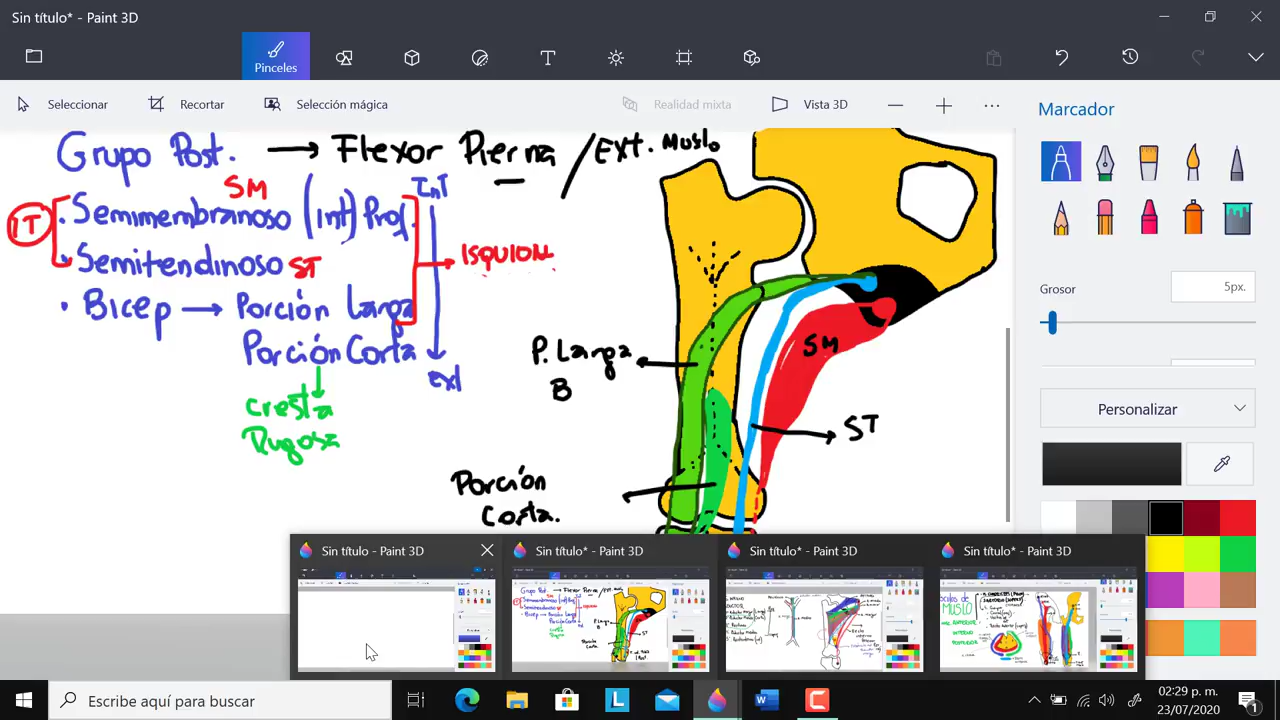 Sin título* - Paint 3D
Pinceles
Seleccionar
Recortar
Selección mágica
Realidad mixta
Vista 3D
Marcador
Grosor
5px.
Personalizar
Grupo Post. → Flexor Pierna / Ext. Muslo
SM
Int
IT
. Semimembranoso (int) Prof.
. Semitendinoso ST
ISQUION
. Bicep → Porción Larga
Porción Corta
ext
Cresta
Rugosa
P. Larga
B
SM
ST
Porción
Corta.
Sin título - Paint 3D
Sin título* - Paint 3D
Sin título* - Paint 3D
Sin título* - Paint 3D
Escribe aquí para buscar
02:29 p. m.
23/07/2020